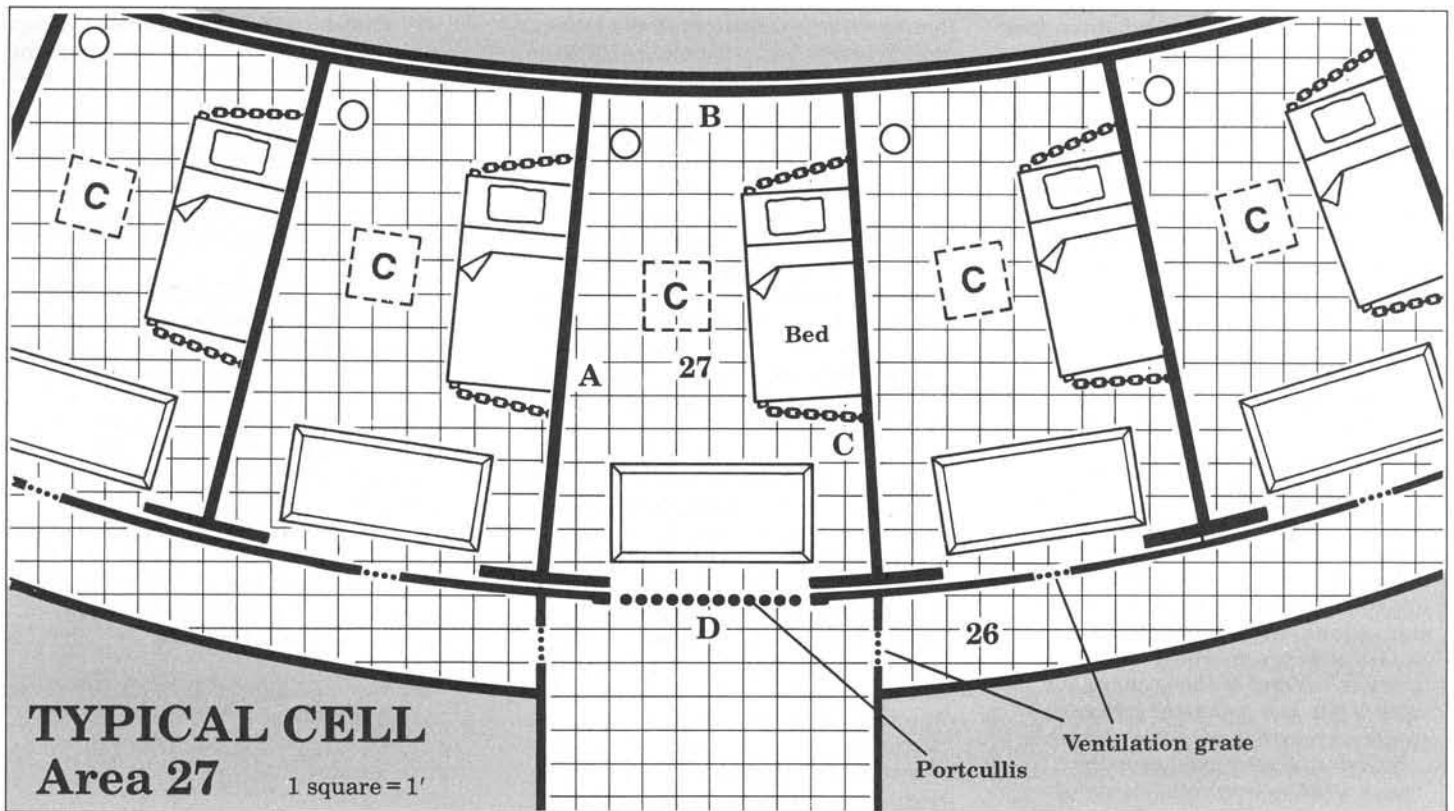 B
C
C
C
C
C
Bed
27
A
C
D
26
TYPICAL CELL
Area 27
1 square = 1'
Ventilation grate
Portcullis